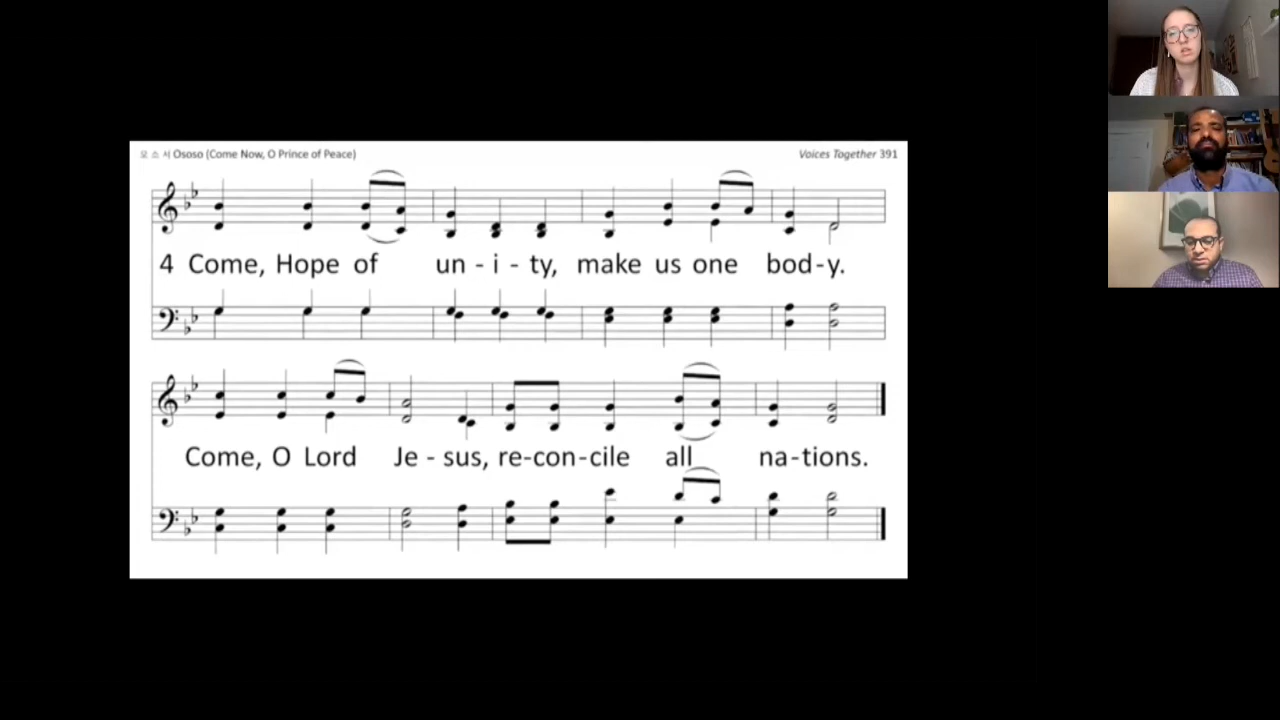 오 소 서 Ososo (Come Now, O Prince of Peace)
Voices Together 391
4 Come, Hope of un - i - ty, make us one bod-y.
Come, O Lord Je - sus, re-con-cile all na-tions.